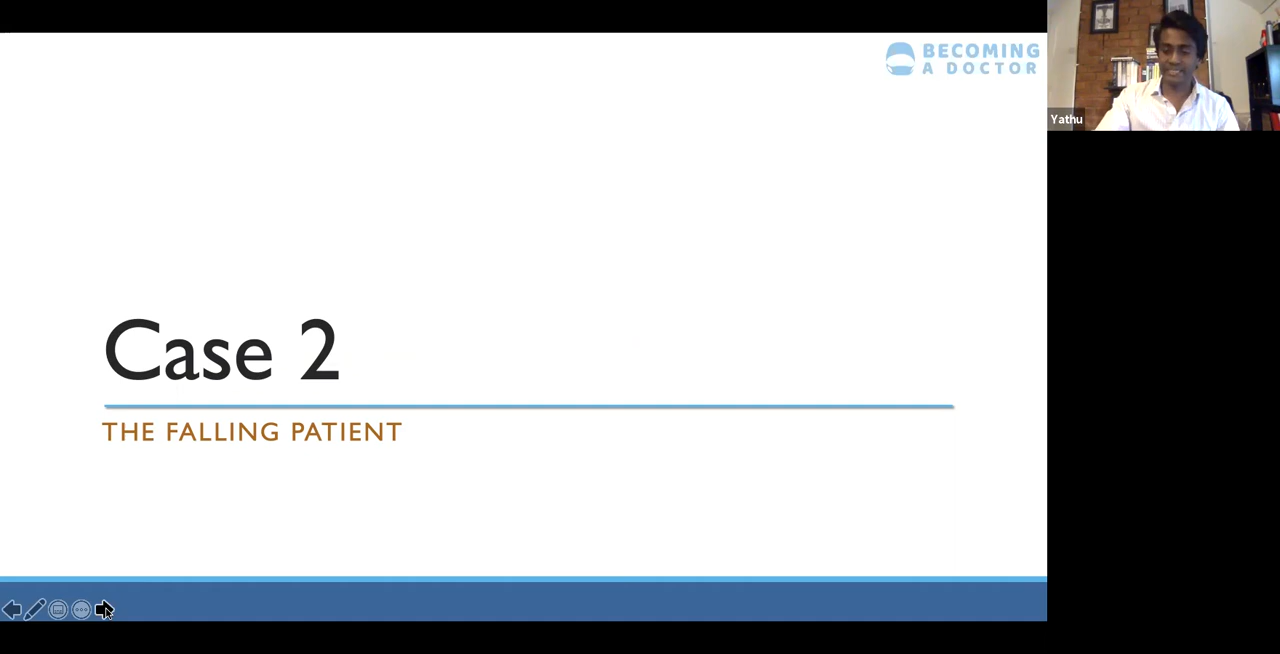 BECOMING
A DOCTOR
Yathu
Case 2
THE FALLING PATIENT